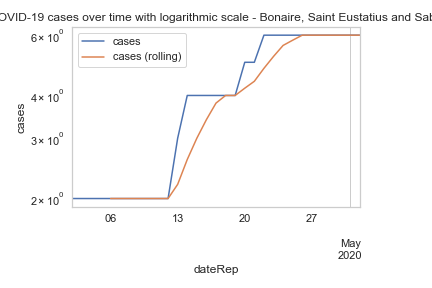 OVID-19 cases over time with logarithmic scale - Bonaire, Saint Eustatius and Sab
6 × 10⁰
4 × 10⁰
3 × 10⁰
2 × 10⁰
cases
cases
cases (rolling)
06 13 20 27
May
2020
dateRep